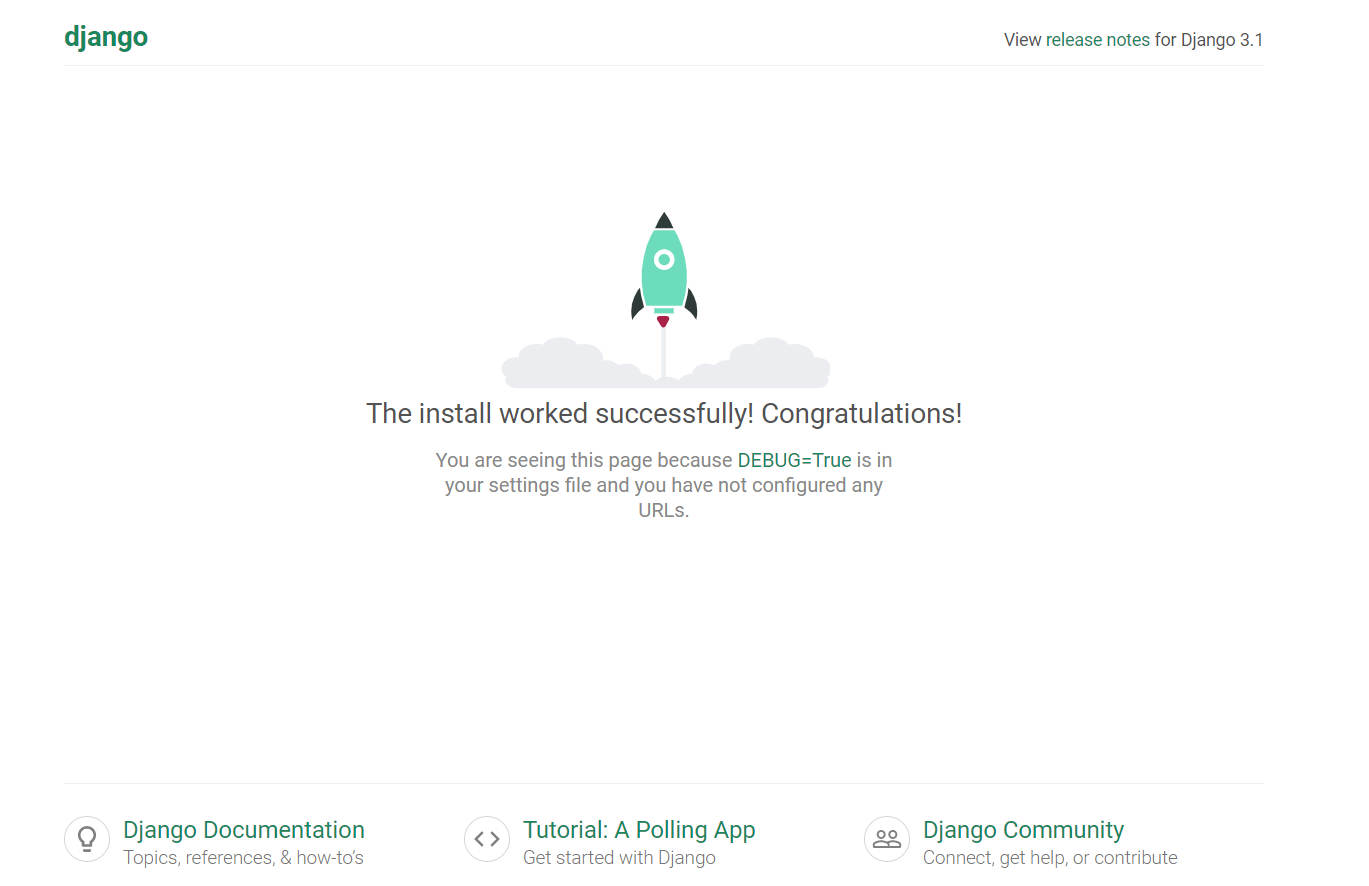 django
View release notes for Django 3.1
The install worked successfully! Congratulations!
You are seeing this page because DEBUG=True is in
your settings file and you have not configured any
URLs.
Django Documentation
Topics, references, & how-to’s
Tutorial: A Polling App
Get started with Django
Django Community
Connect, get help, or contribute